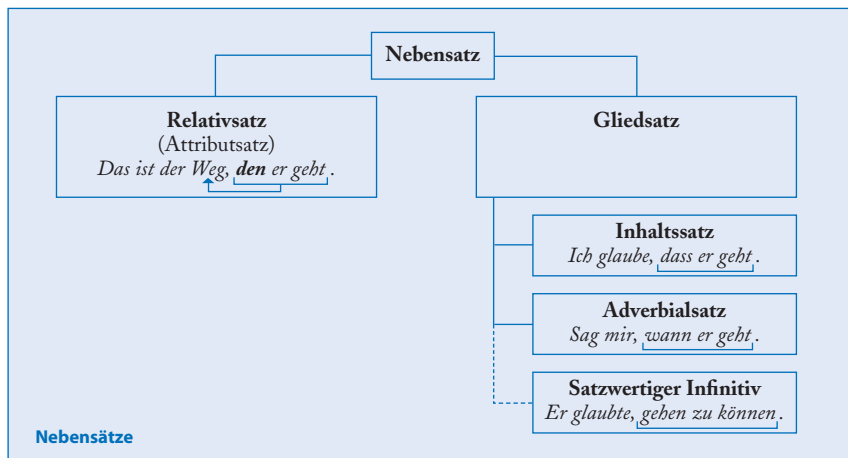 Nebensatz
Relativsatz
(Attributsatz)
Das ist der Weg, den er geht.
Gliedsatz
Inhaltssatz
Ich glaube, dass er geht.
Adverbialsatz
Sag mir, wann er geht.
Satzwertiger Infinitiv
Er glaubte, gehen zu können.
Nebensätze